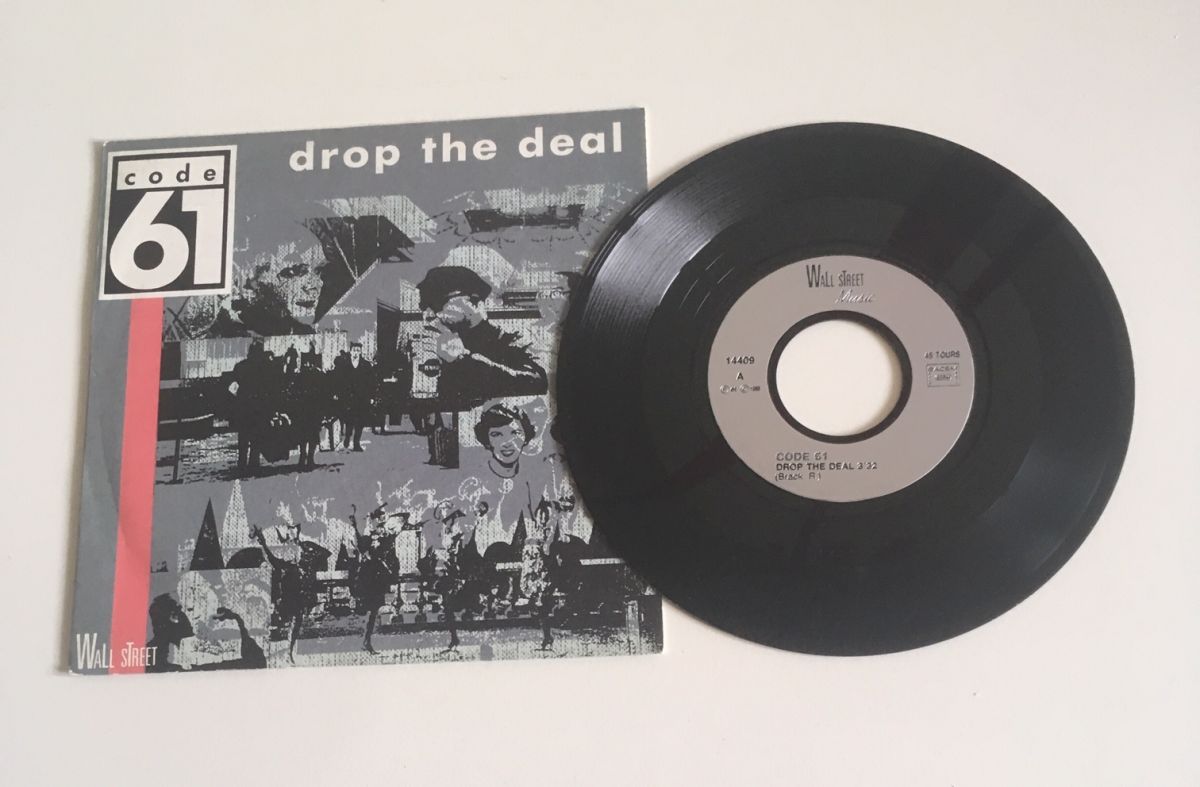 code
61
drop the deal
WALL STREET
WALL STREET
Music
14409
A
45 TOURS
SACEM
CODE 61
DROP THE DEAL 3'32
(Brack R.)